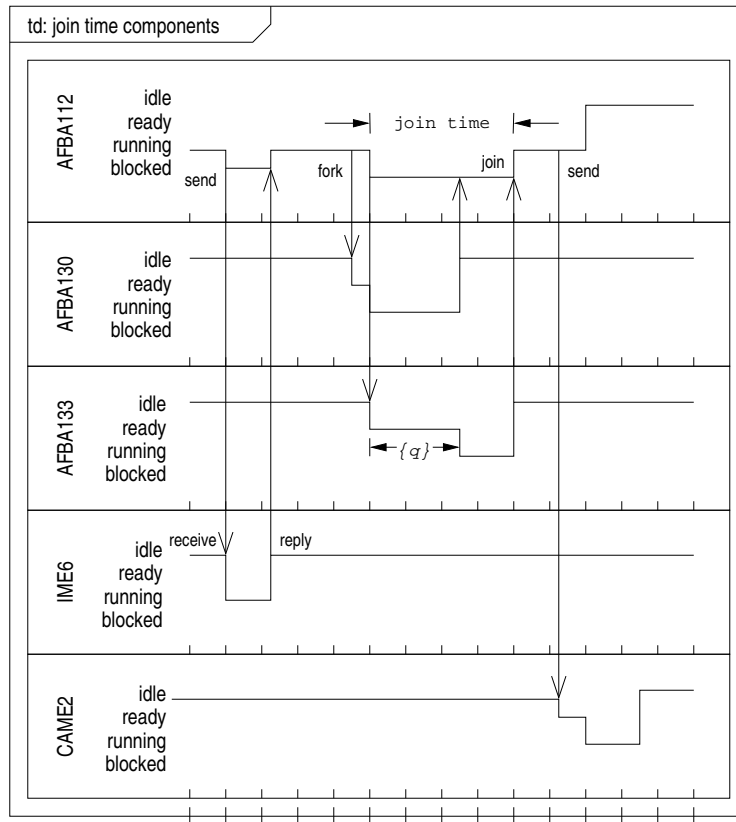 td: join time components
AFBA112
idle
ready
running
blocked
send
fork
join time
join
send
AFBA130
idle
ready
running
blocked
AFBA133
idle
ready
running
blocked
{q}
IME6
idle
ready
running
blocked
receive
reply
CAME2
idle
ready
running
blocked